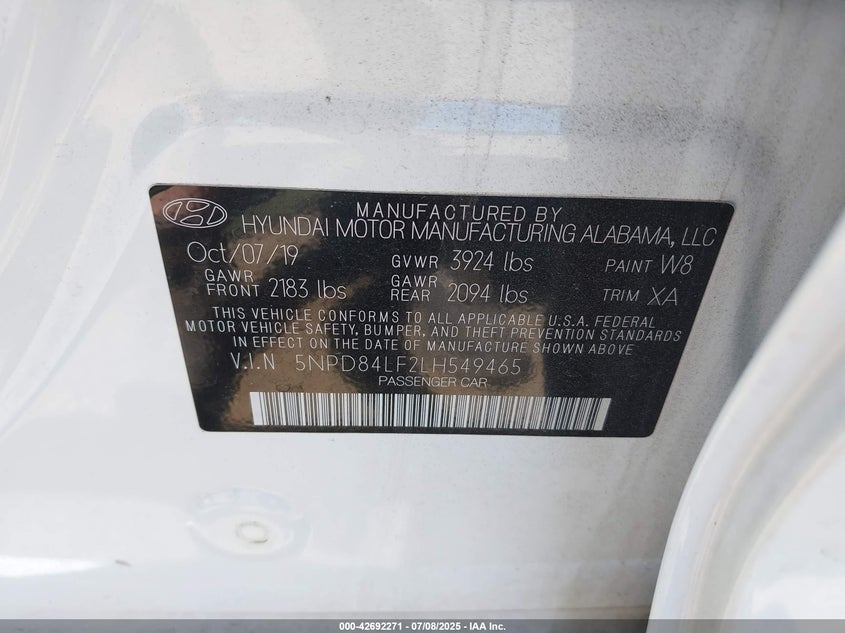 MANUFACTURED BY
HYUNDAI MOTOR MANUFACTURING ALABAMA, LLC
Oct/07/19 GVWR 3924 lbs PAINT W8
GAWR FRONT 2183 lbs GAWR REAR 2094 lbs TRIM XA
THIS VEHICLE CONFORMS TO ALL APPLICABLE U.S.A. FEDERAL
MOTOR VEHICLE SAFETY, BUMPER, AND THEFT PREVENTION STANDARDS
IN EFFECT ON THE DATE OF MANUFACTURE SHOWN ABOVE.
V.I.N 5NPD84LF2LH549465
PASSENGER CAR
000-42692271 - 07/08/2025 - IAA Inc.